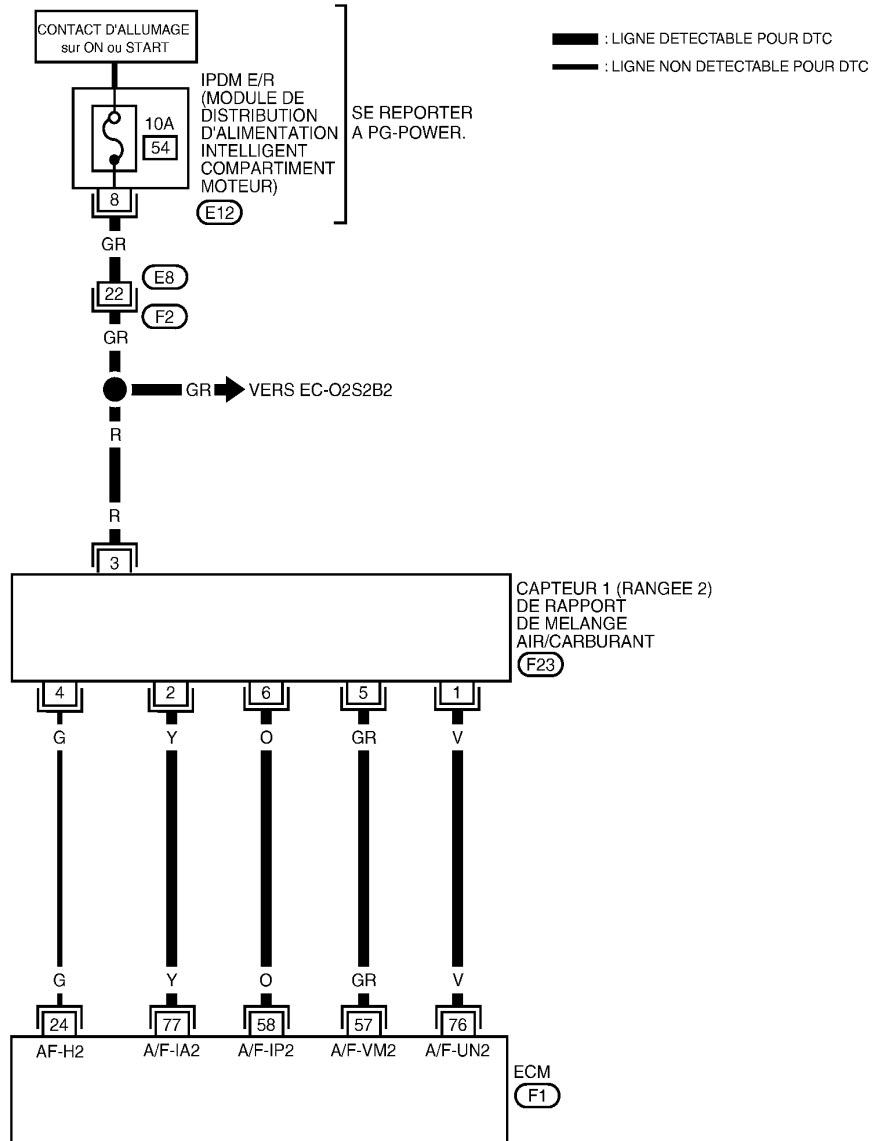 CONTACT D'ALLUMAGE
sur ON ou START
: LIGNE DETECTABLE POUR DTC
: LIGNE NON DETECTABLE POUR DTC
10A
54
IPDM E/R
(MODULE DE
DISTRIBUTION
D'ALIMENTATION
INTELLIGENT
COMPARTIMENT
MOTEUR)
E12
SE REPORTER
A PG-POWER.
8
GR
22
E8
F2
GR
GR
VERS EC-O2S2B2
R
R
3
CAPTEUR 1 (RANGEE 2)
DE RAPPORT
DE MELANGE
AIR/CARBURANT
F23
4 2 6 5 1
G Y O GR V
G Y O GR V
24 77 58 57 76
AF-H2 A/F-IA2 A/F-IP2 A/F-VM2 A/F-UN2
ECM
F1